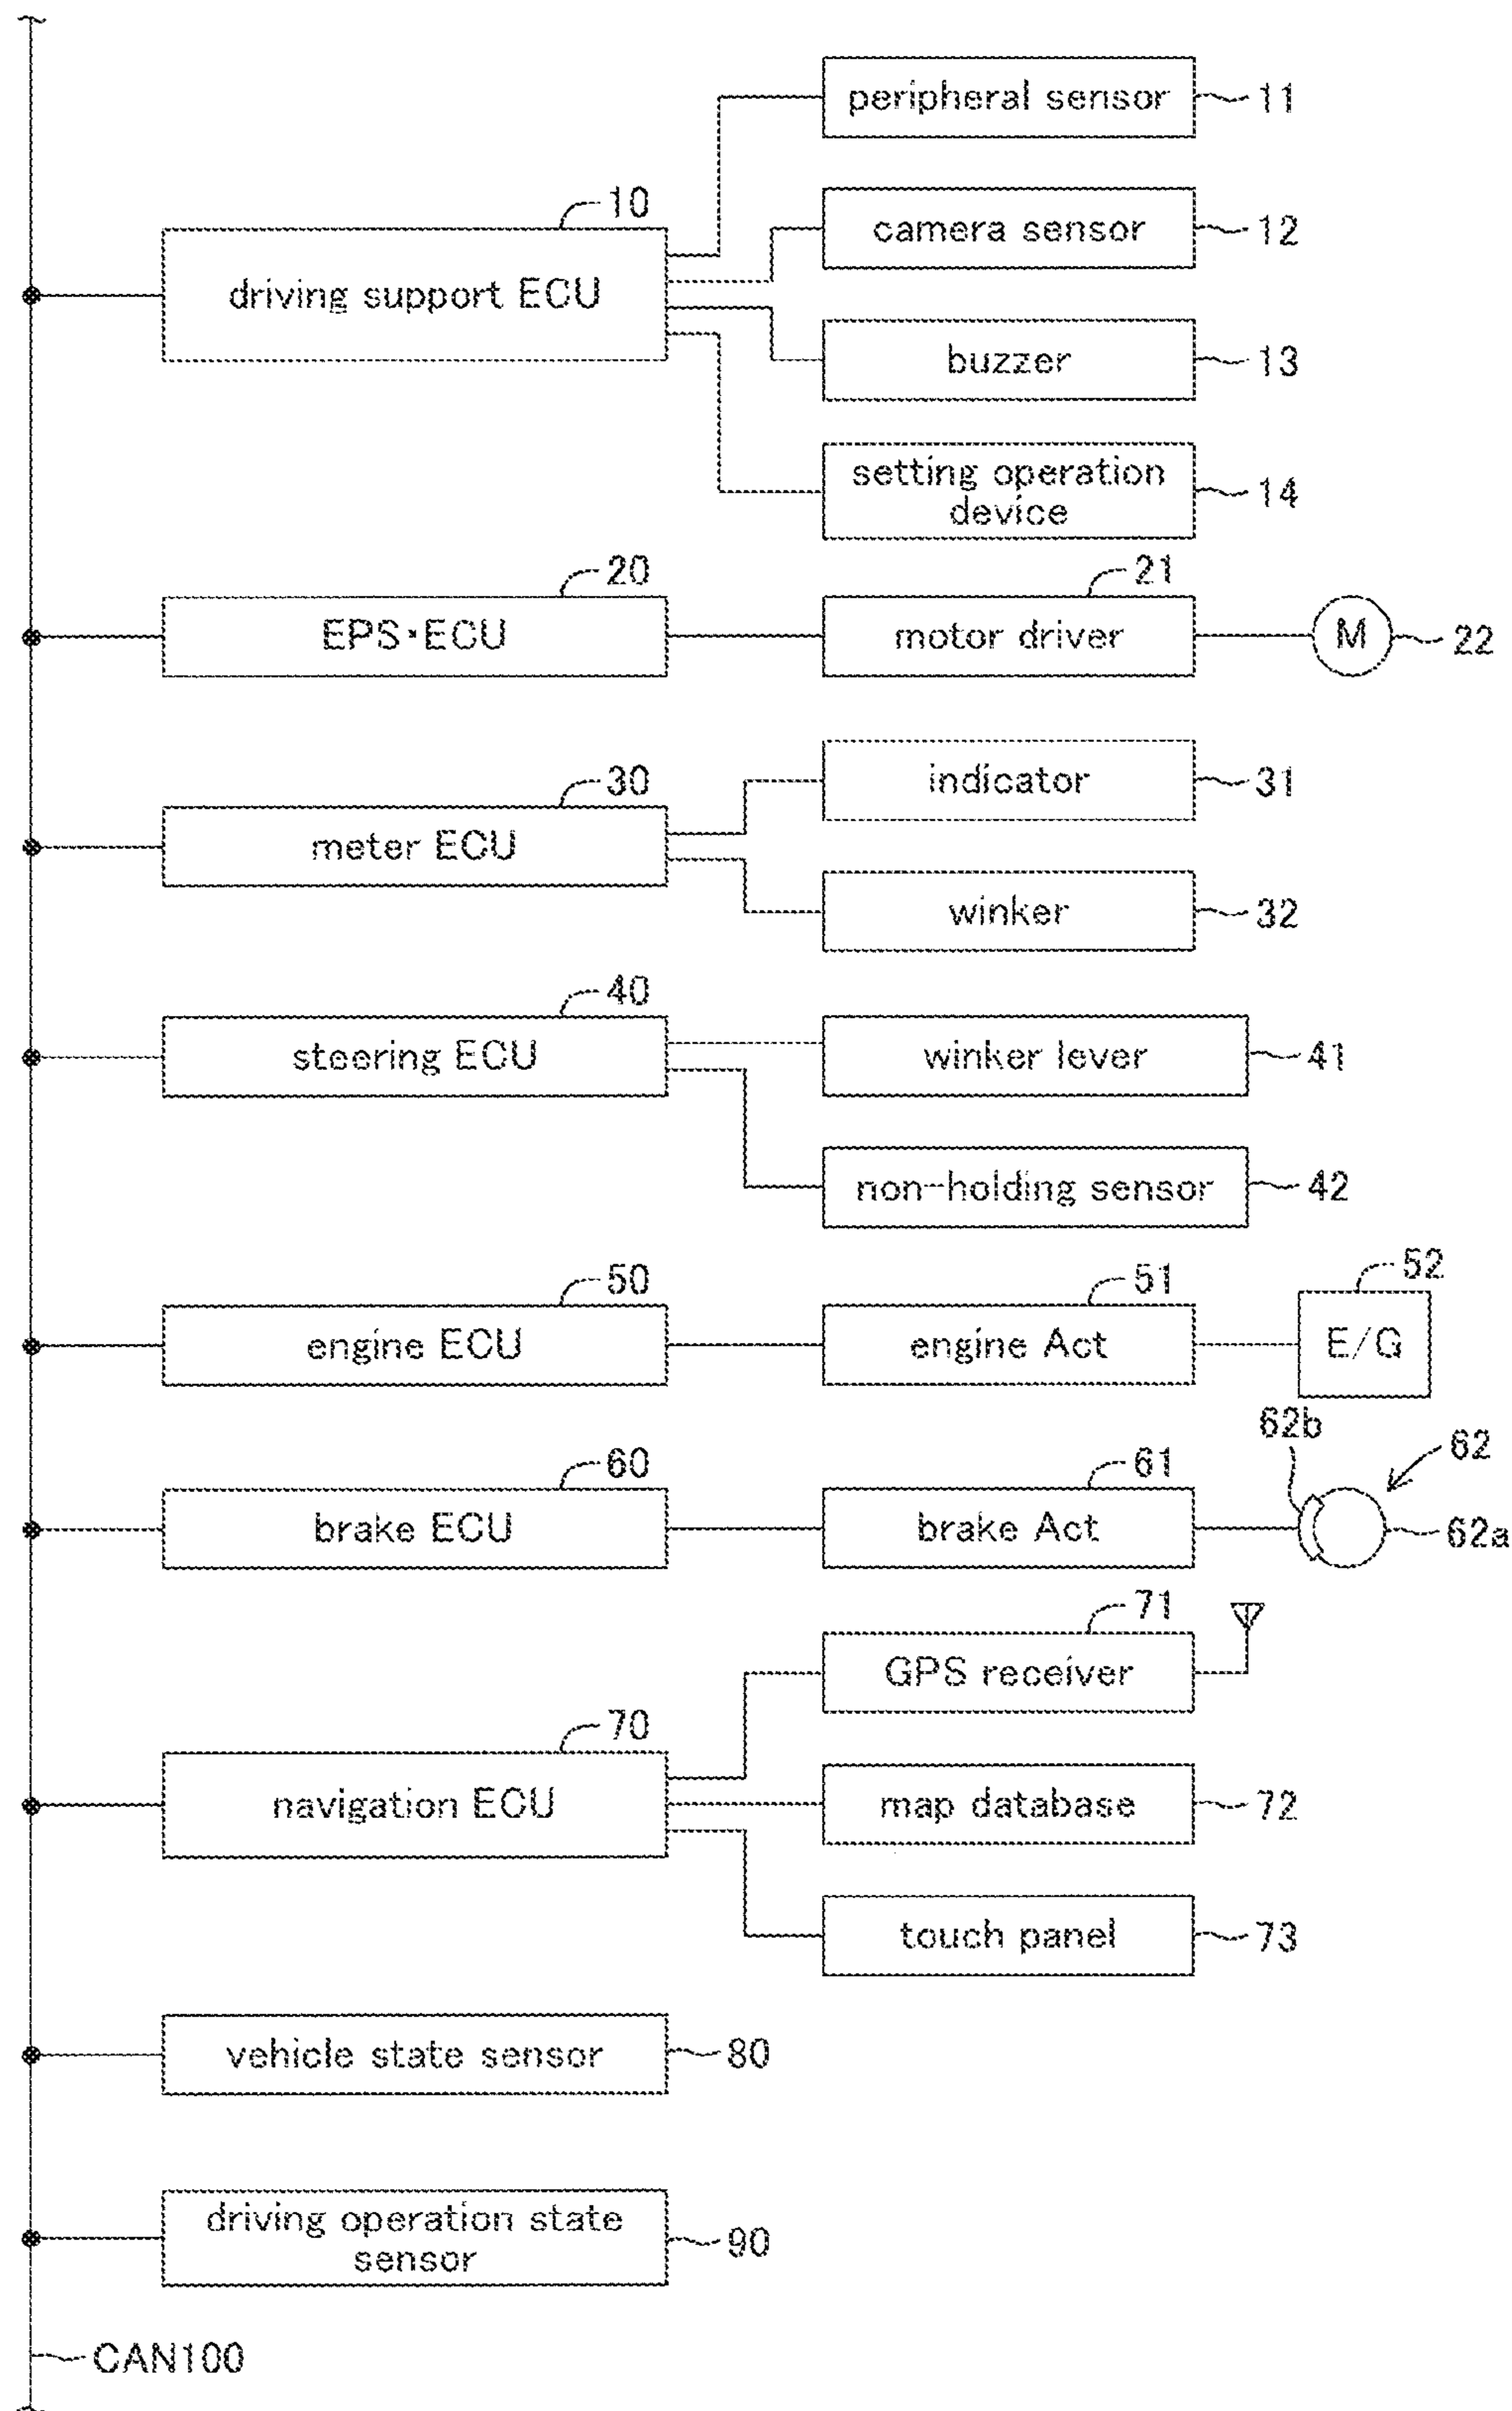 peripheral sensor 11
10
camera sensor 12
driving support ECU
buzzer 13
setting operation
device
14
20
21
EPS・ECU
motor driver
M
22
30
indicator 31
meter ECU
winker 32
40
steering ECU
winker lever 41
non-holding sensor 42
50
51
52
engine ECU
engine Act
E/G
62b
62
60
61
brake ECU
brake Act
62a
71
GPS receiver
70
navigation ECU
map database 72
touch panel 73
vehicle state sensor 80
driving operation state
sensor
90
CAN100